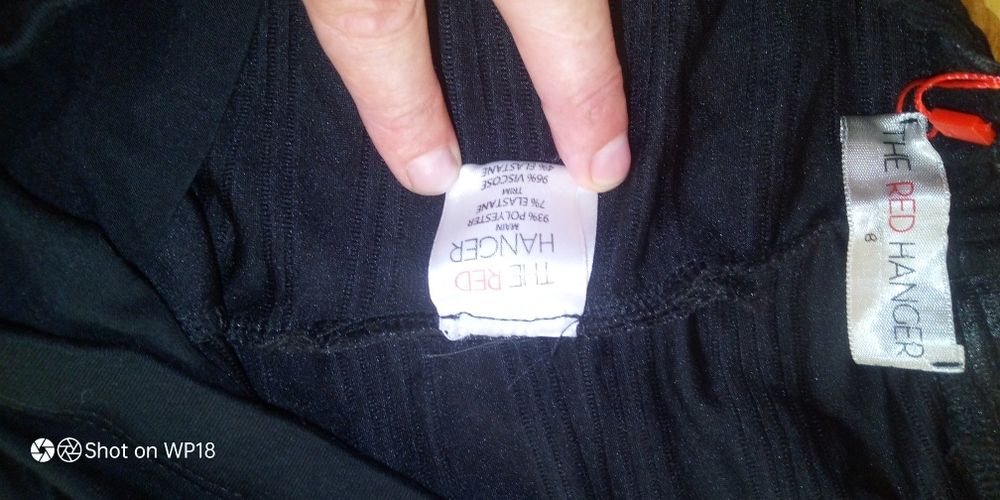 THE RED
HANGER
MAIN
93% POLYESTER
7% ELASTANE
TRIM
96% VISCOSE
4% ELASTANE
THE RED HANGER
8
Shot on WP18